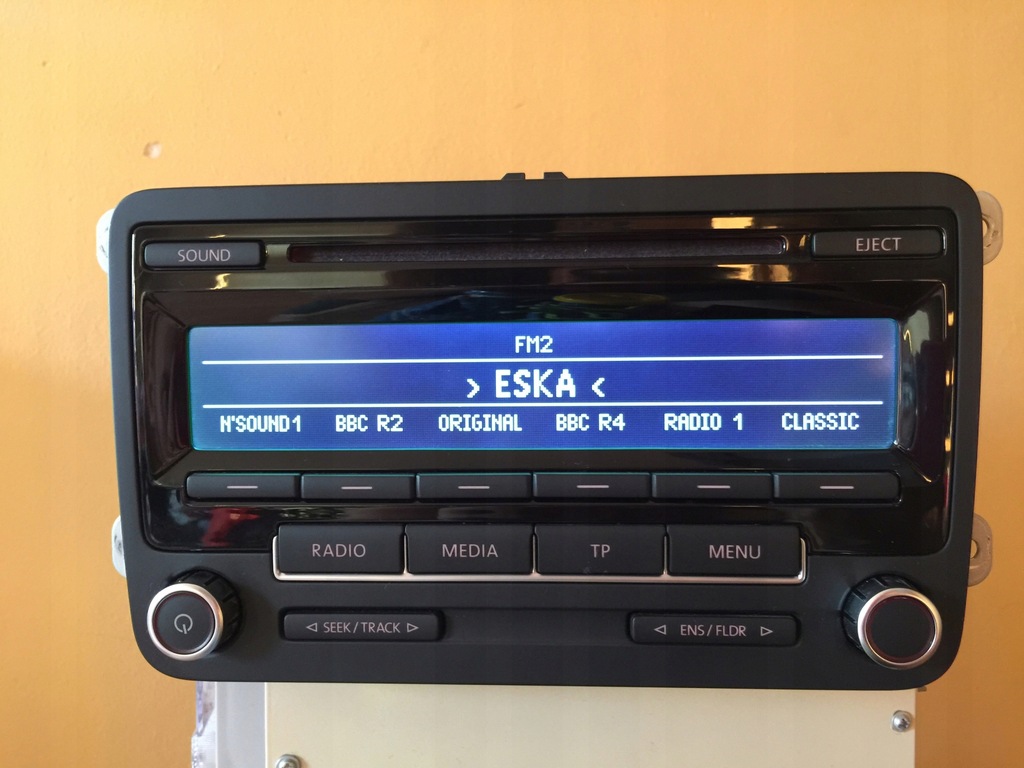 SOUND
EJECT
FM2
> ESKA <
N'SOUND1 BBC R2 ORIGINAL BBC R4 RADIO 1 CLASSIC
RADIO MEDIA TP MENU
SEEK / TRACK
ENS / FLDR